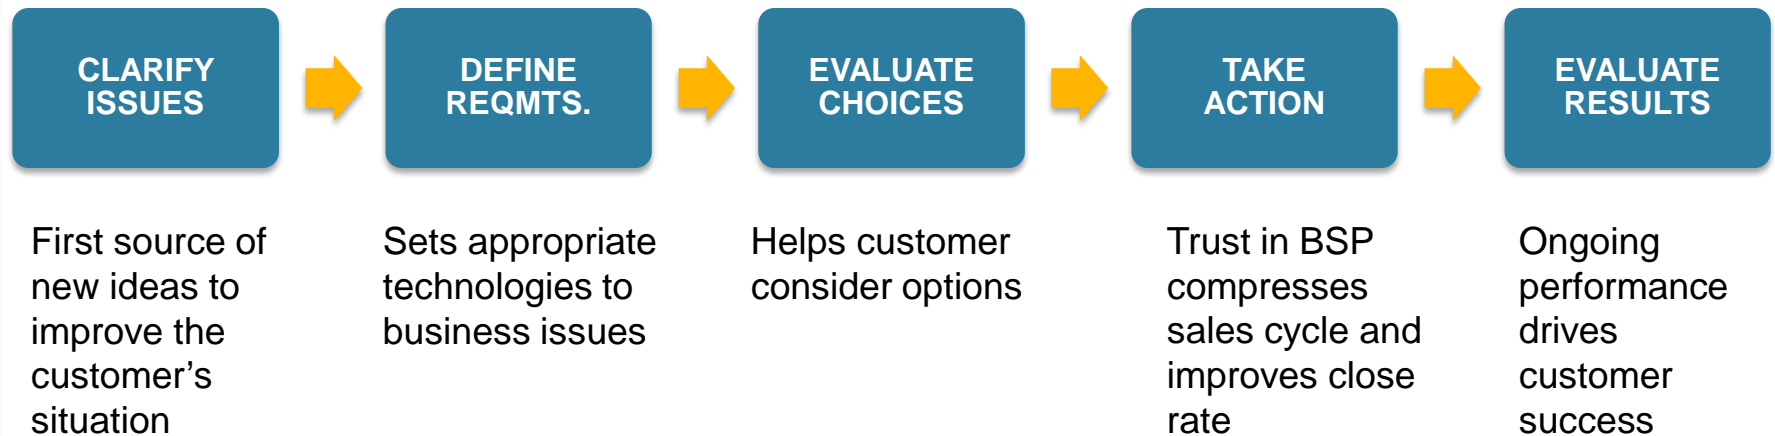 CLARIFY
ISSUES
DEFINE
REQMTS.
EVALUATE
CHOICES
TAKE
ACTION
EVALUATE
RESULTS
First source of
new ideas to
improve the
customer’s
situation
Sets appropriate
technologies to
business issues
Helps customer
consider options
Trust in BSP
compresses
sales cycle and
improves close
rate
Ongoing
performance
drives
customer
success